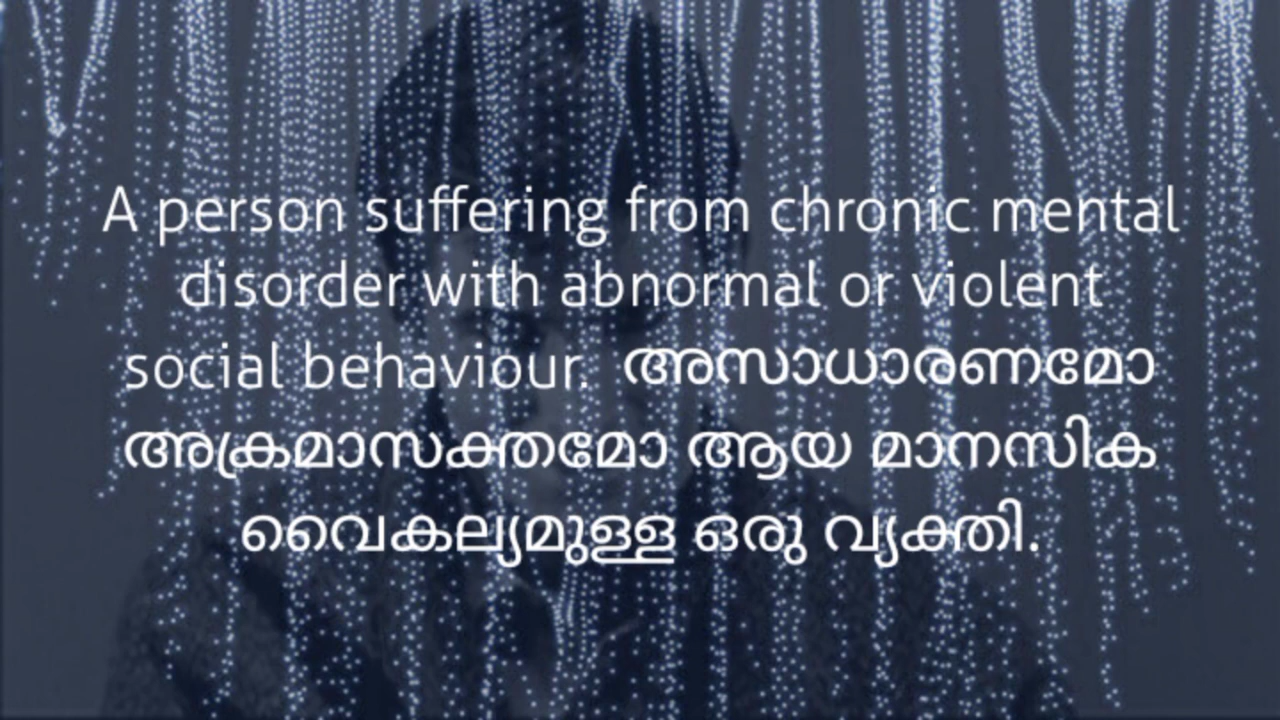 A person suffering from chronic mental
disorder with abnormal or violent
social behaviour. അസാധാരണമോ
അക്രമാസക്തമോ ആയ മാനസിക
വൈകല്യമുള്ള ഒരു വ്യക്തി.